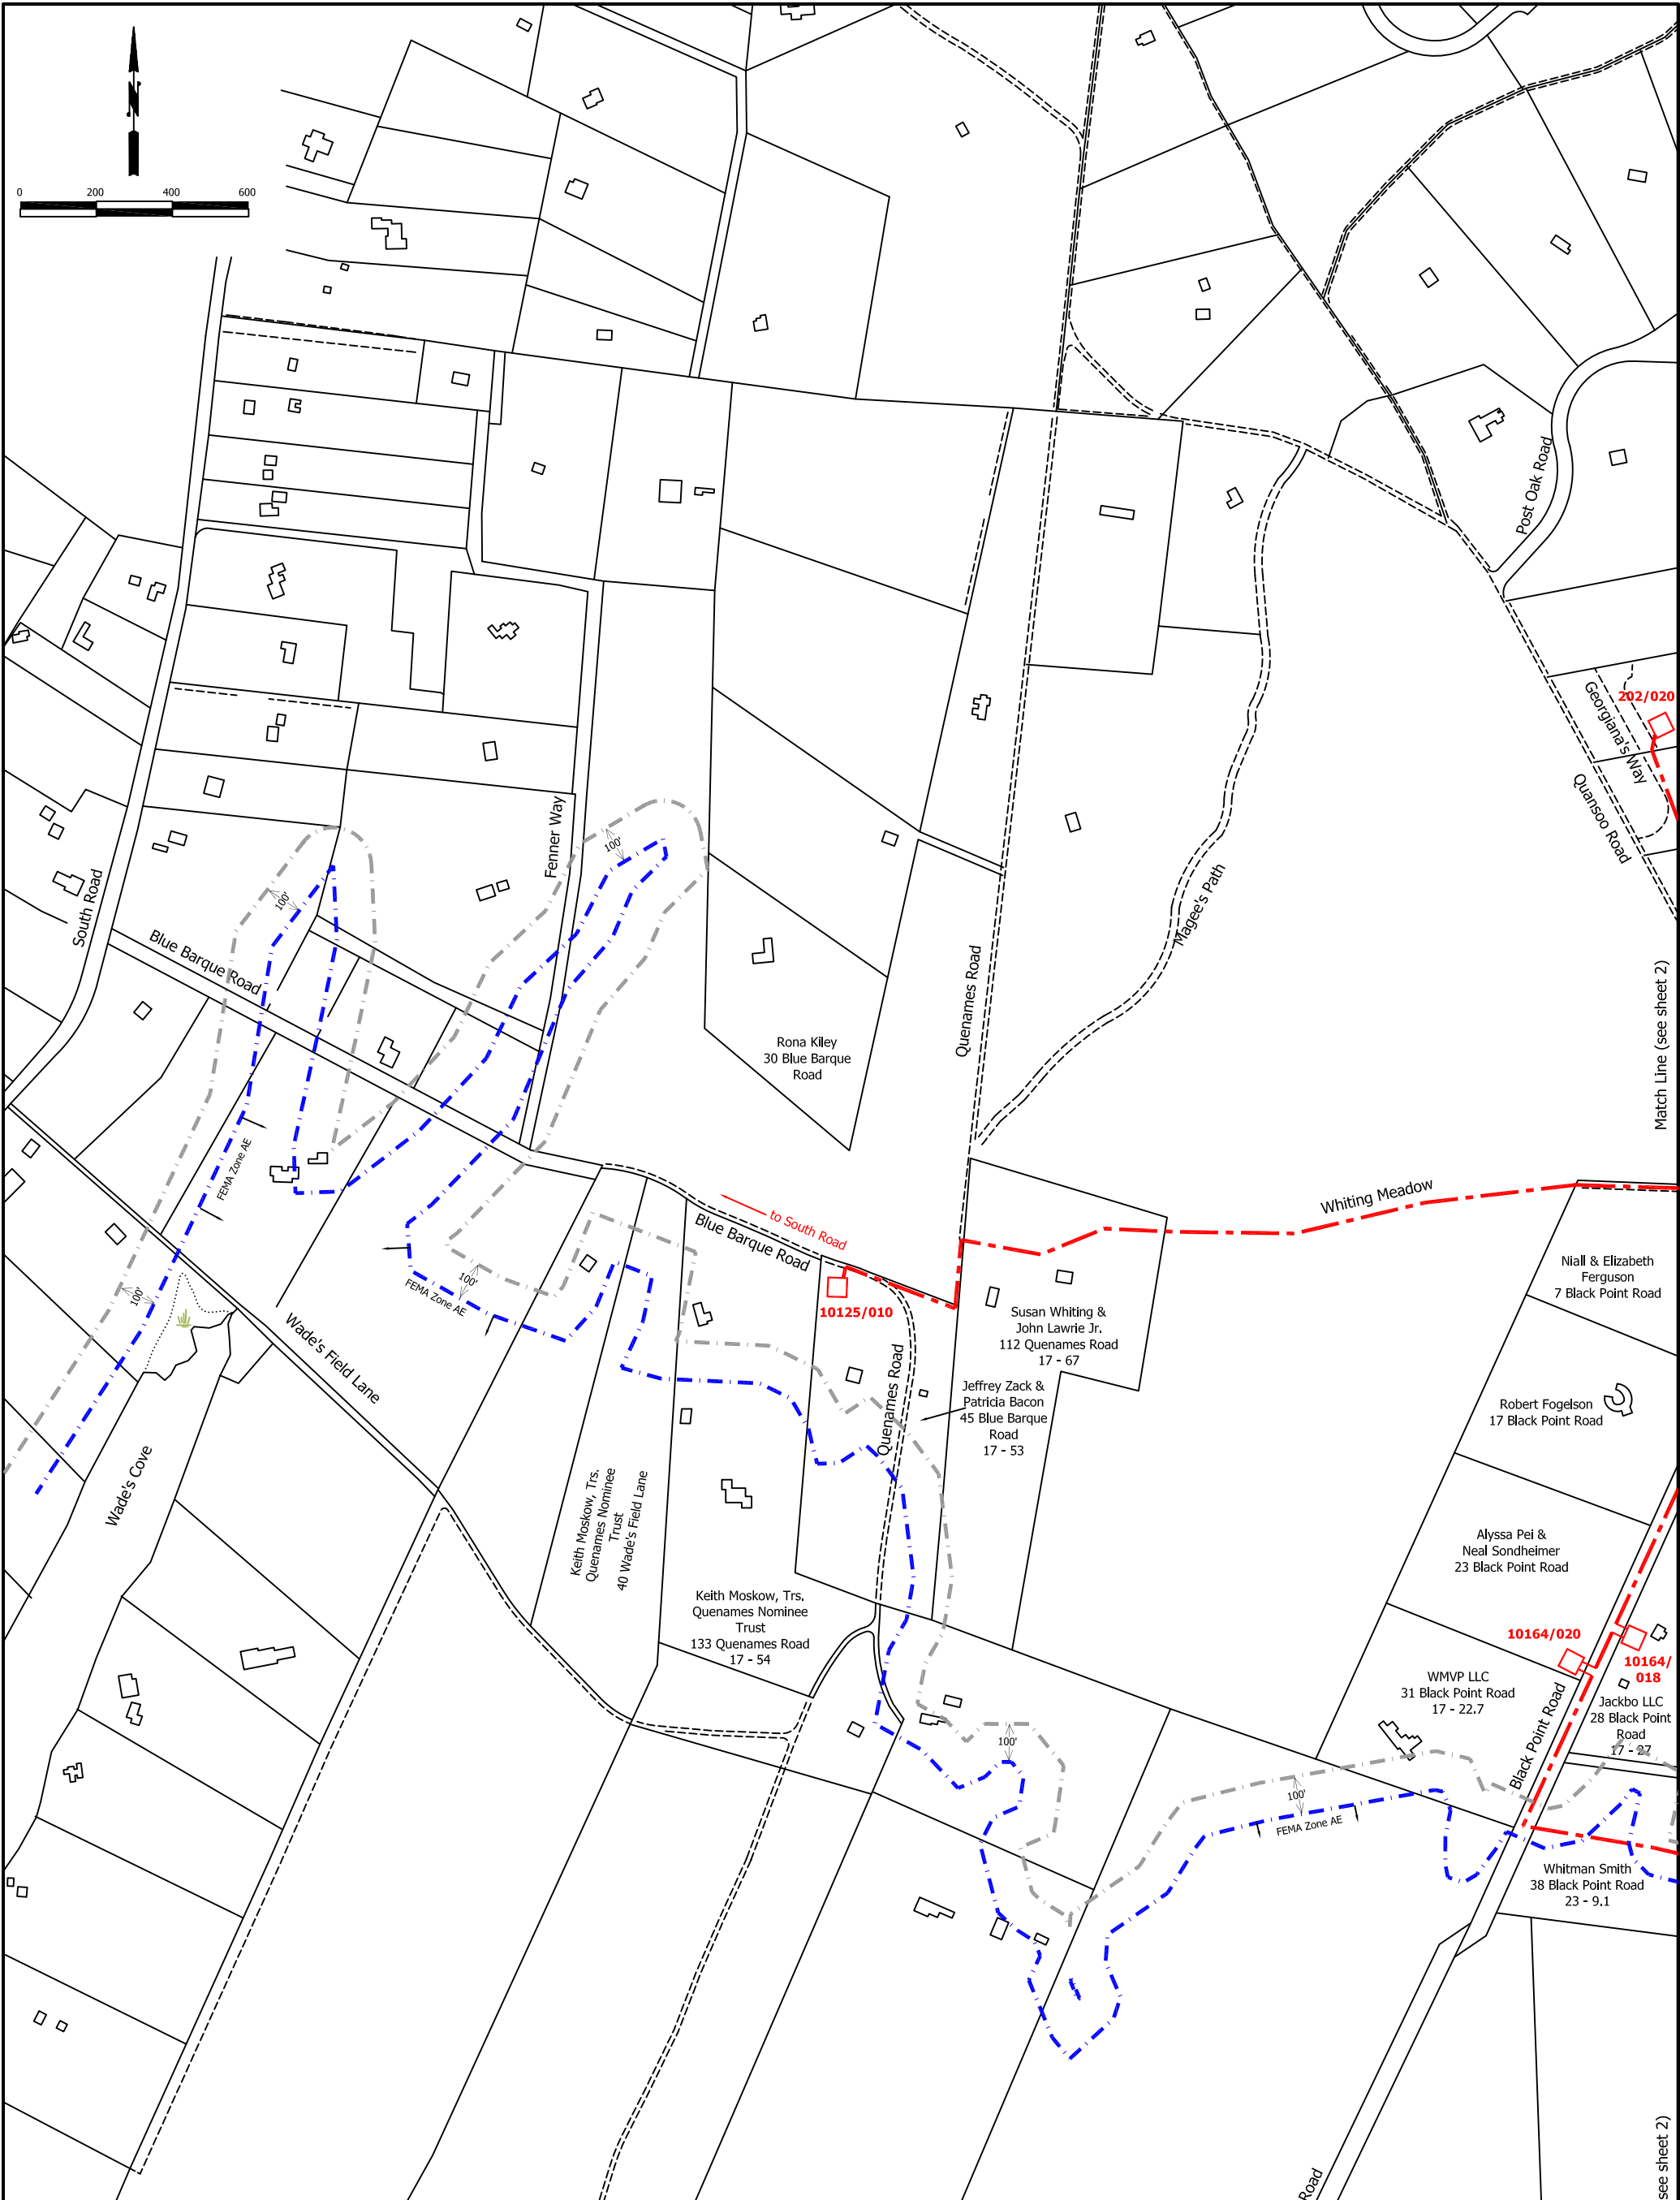 N
0 200 400 600
Post Oak Road
202/020
Georgiana's Way
Quansoo Road
Fenner Way
100'
100'
South Road
Blue Barque Road
Magee's Path
Quenames Road
Match Line (see sheet 2)
Rona Kiley
30 Blue Barque
Road
FEMA Zone AE
Whiting Meadow
to South Road
Blue Barque Road
Niall & Elizabeth
Ferguson
7 Black Point Road
100'
FEMA Zone AE
100'
10125/010
Susan Whiting &
John Lawrie Jr.
112 Quenames Road
17 - 67
Wade's Field Lane
Quenames Road
Jeffrey Zack &
Patricia Bacon
45 Blue Barque
Road
17 - 53
Robert Fogelson
17 Black Point Road
Wade's Cove
Keith Moskow, Trs.
Quenames Nominee
Trust
40 Wade's Field Lane
Alyssa Pei &
Neal Sondheimer
23 Black Point Road
Keith Moskow, Trs.
Quenames Nominee
Trust
133 Quenames Road
17 - 54
10164/020
10164/
018
WMVP LLC
31 Black Point Road
17 - 22.7
Jackbo LLC
28 Black Point
Road
17 - 27
Black Point Road
100'
100'
FEMA Zone AE
Whitman Smith
38 Black Point Road
23 - 9.1
Road
see sheet 2)